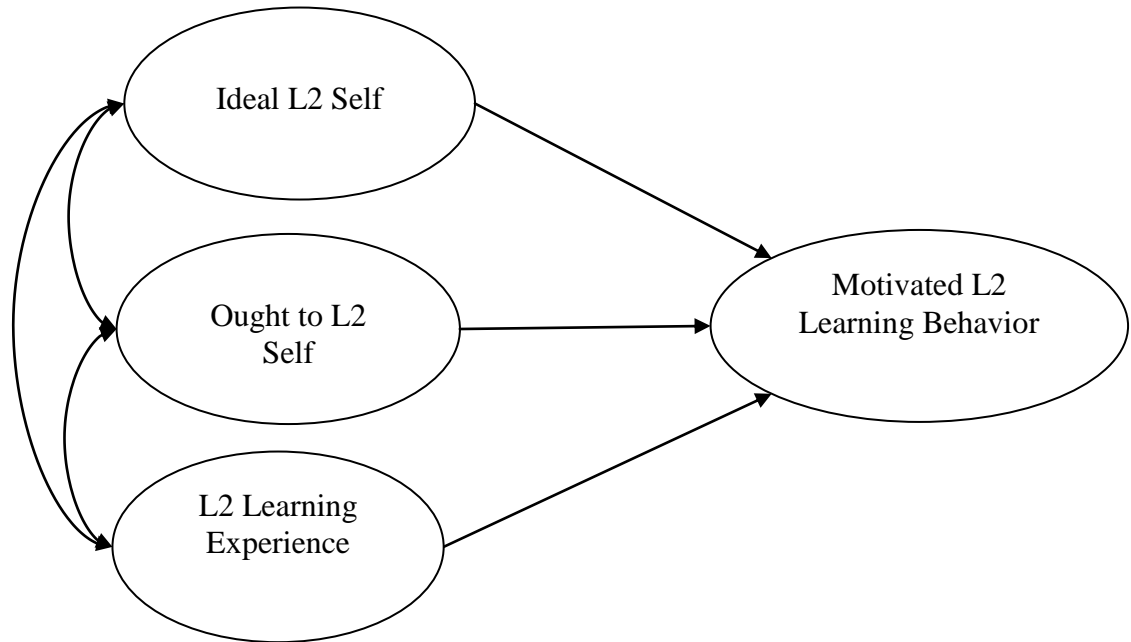 Ideal L2 Self
Ought to L2
Self
L2 Learning
Experience
Motivated L2
Learning Behavior